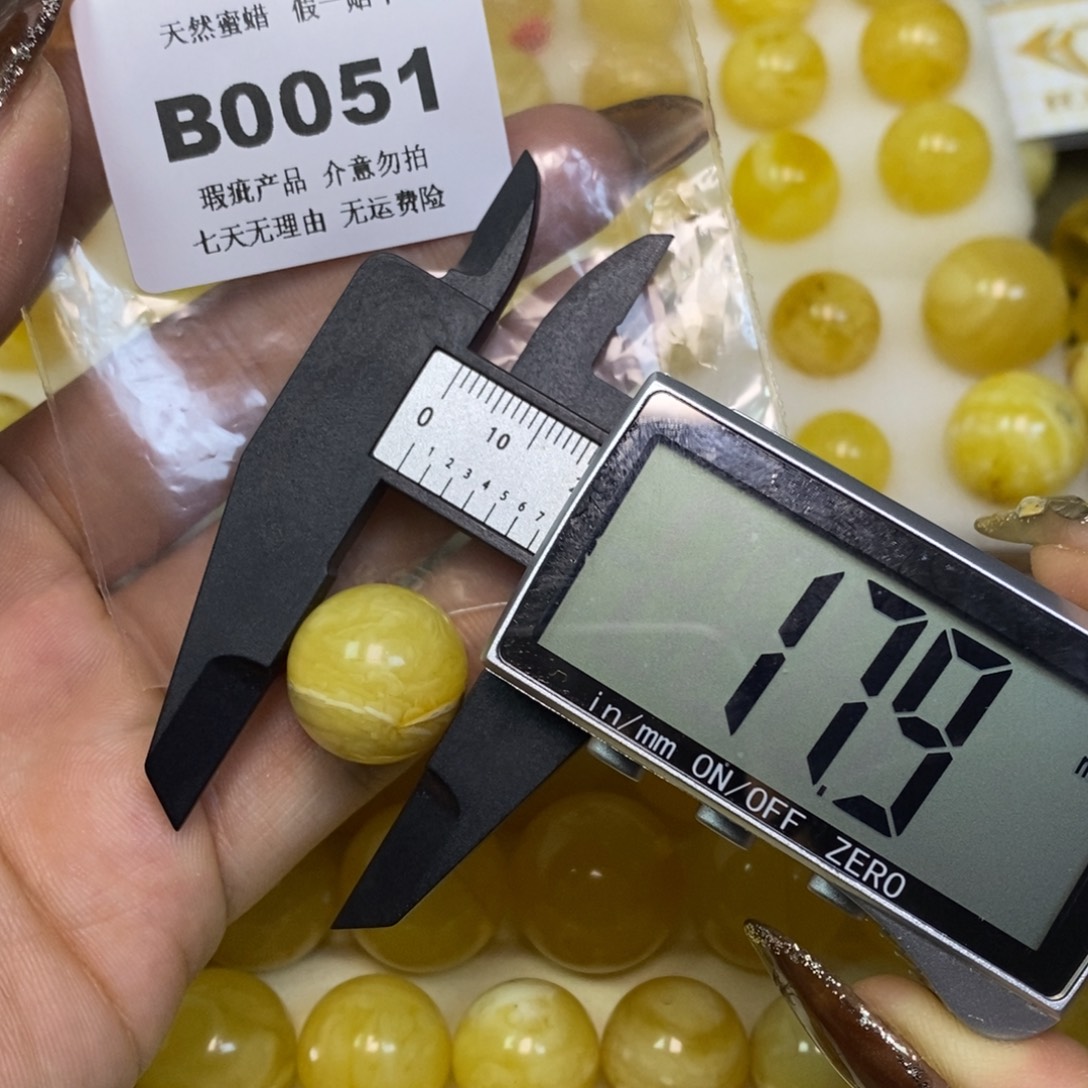 天然蜜蜡 假一赔十
B0051
瑕疵产品 介意勿拍
七天无理由 无运费险
0 10
1 2 3 4 5 6 7
17.9
in/mm ON/OFF ZERO